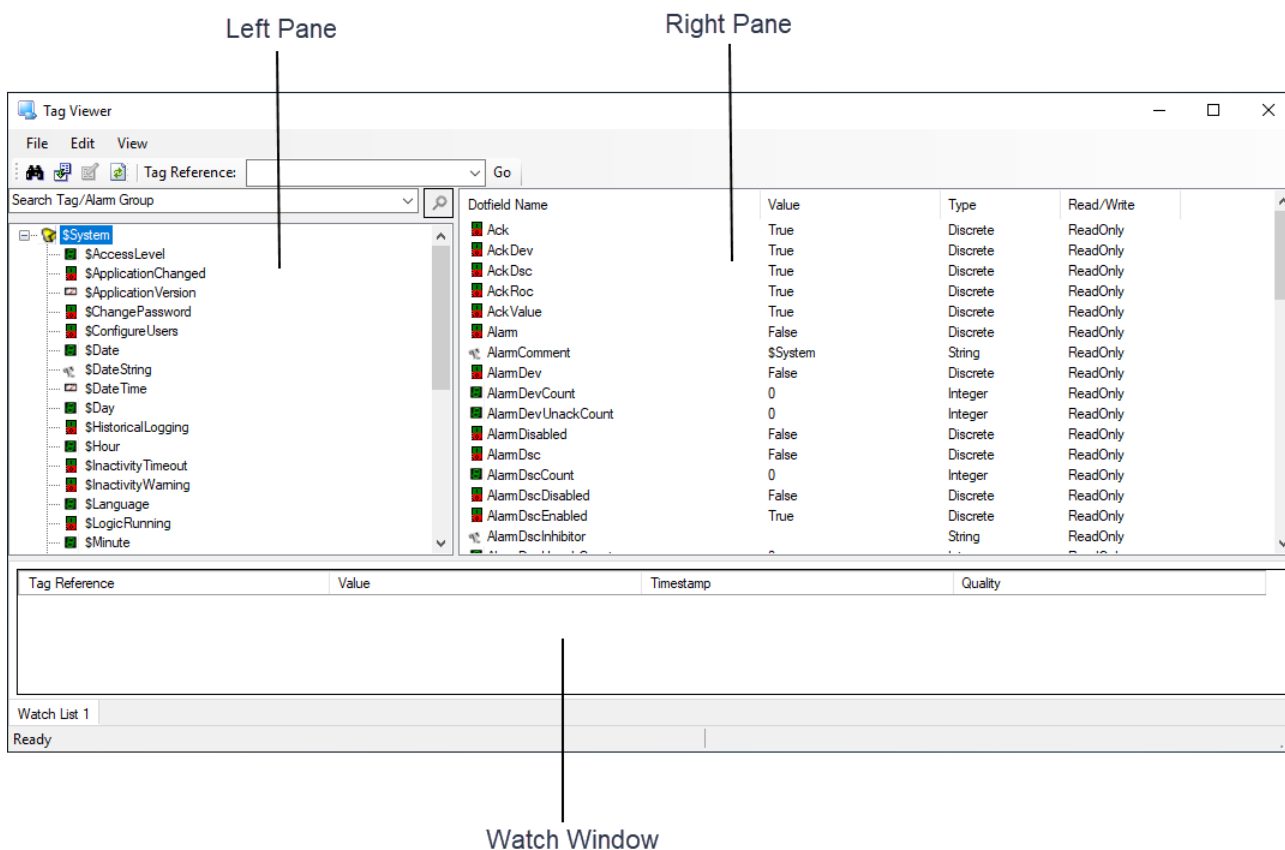 Left Pane
Right Pane
Tag Viewer
File Edit View
Tag Reference: Go
Search Tag/Alarm Group
$System
$AccessLevel
$ApplicationChanged
$ApplicationVersion
$ChangePassword
$ConfigureUsers
$Date
$DateString
$DateTime
$Day
$HistoricalLogging
$Hour
$InactivityTimeout
$InactivityWarning
$Language
$LogicRunning
$Minute
Dotfield Name Value Type Read/Write
Ack True Discrete ReadOnly
AckDev True Discrete ReadOnly
AckDsc True Discrete ReadOnly
AckRoc True Discrete ReadOnly
AckValue True Discrete ReadOnly
Alarm False Discrete ReadOnly
AlarmComment $System String ReadOnly
AlarmDev False Discrete ReadOnly
AlarmDevCount 0 Integer ReadOnly
AlarmDevUnackCount 0 Integer ReadOnly
AlarmDisabled False Discrete ReadOnly
AlarmDsc False Discrete ReadOnly
AlarmDscCount 0 Integer ReadOnly
AlarmDscDisabled False Discrete ReadOnly
AlarmDscEnabled True Discrete ReadOnly
AlarmDscInhibitor String ReadOnly
Tag Reference Value Timestamp Quality
Watch List 1
Ready
Watch Window